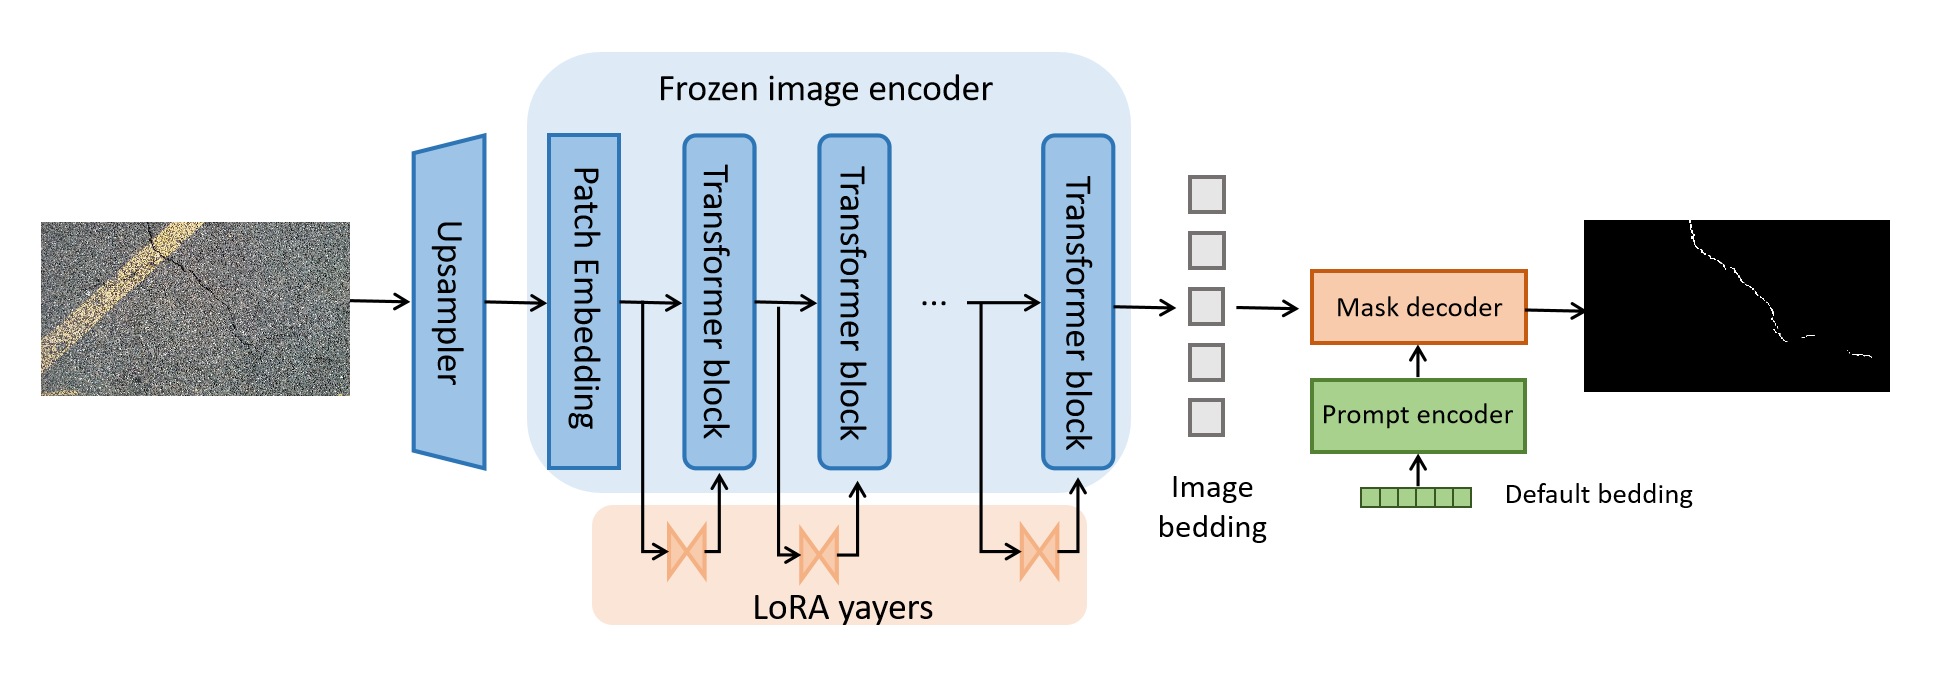 Frozen image encoder
Upsampler
Patch Embedding
Transformer block
Transformer block
...
Transformer block
Image
bedding
Mask decoder
Prompt encoder
Default bedding
LoRA yayers